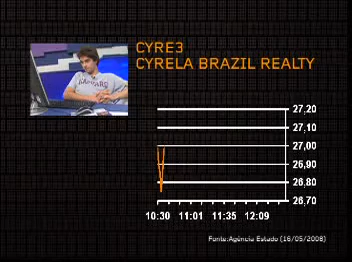 CYRE3
CYRELA BRAZIL REALTY
HARVARD
27,20
27,10
27,00
26,90
26,80
26,70
10:30 11:01 11:35 12:09
Fonte:Agência Estado (16/05/2008)